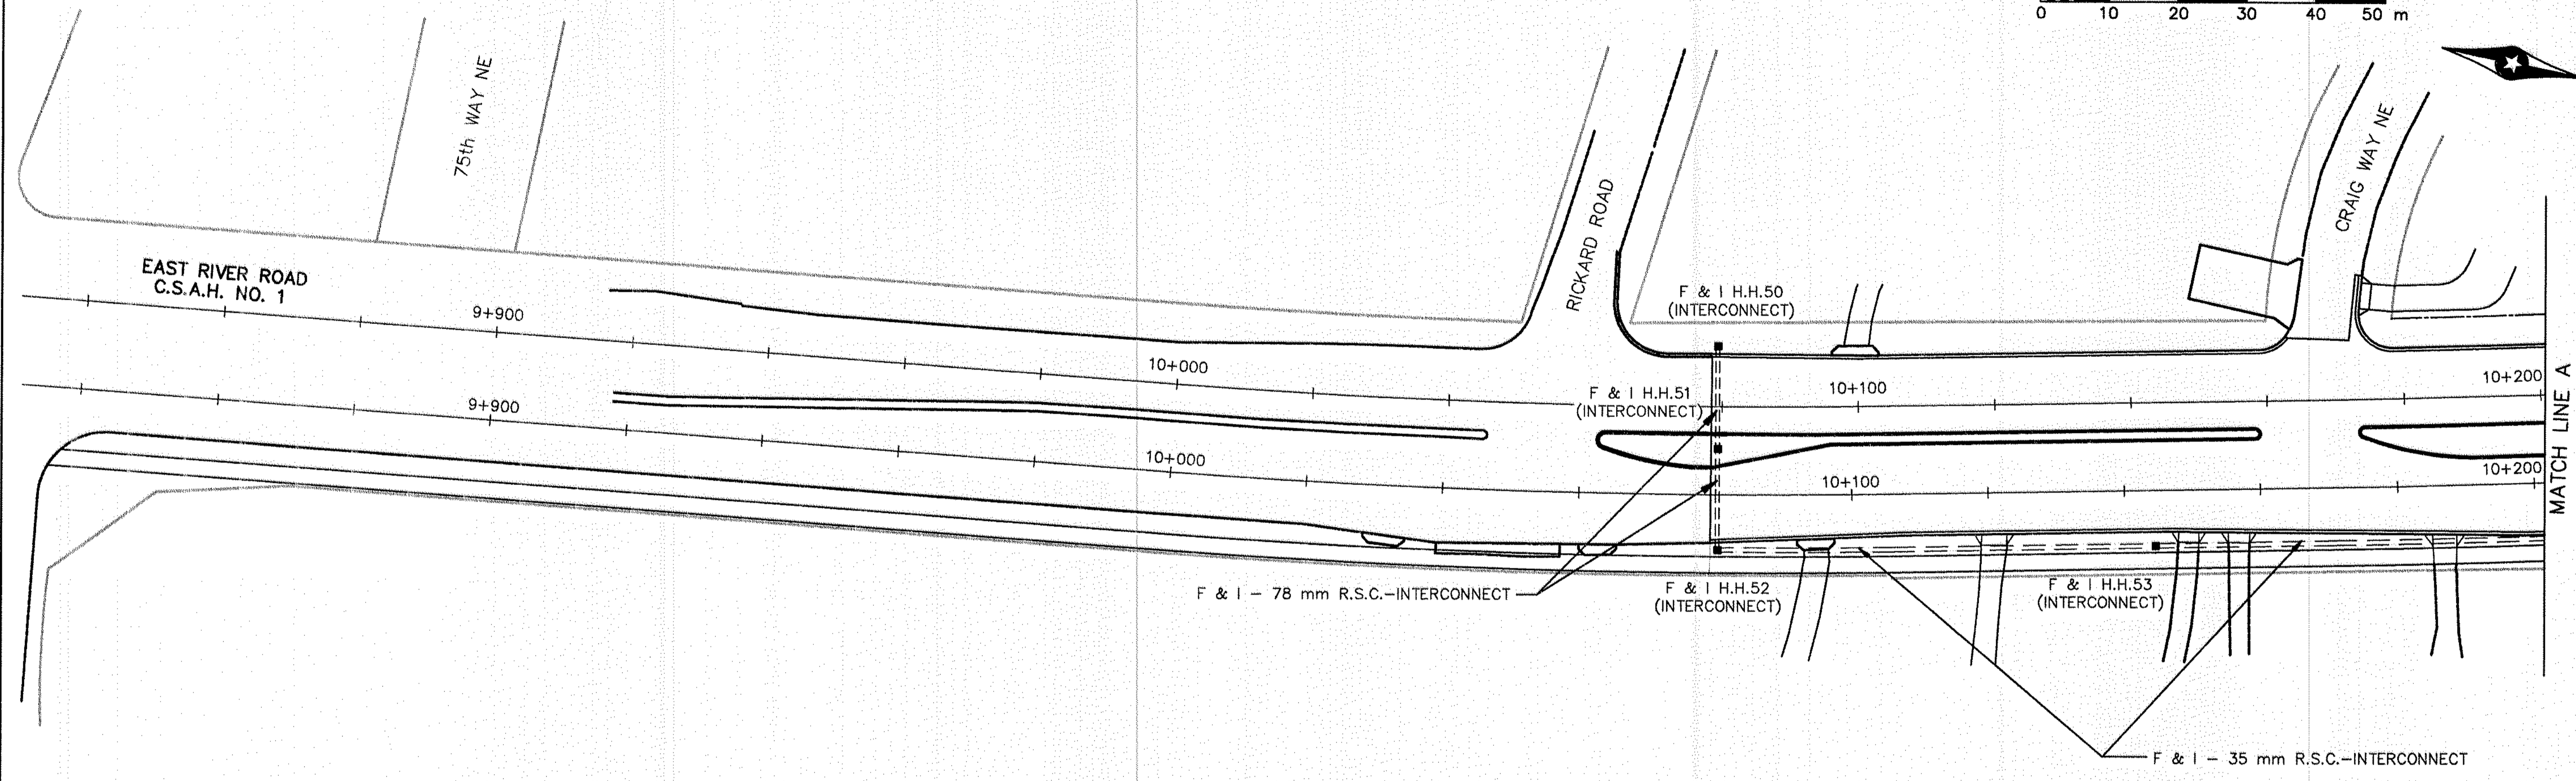 0 10 20 30 40 50 m
75th WAY NE
RICKARD ROAD
CRAIG WAY NE
EAST RIVER ROAD
C.S.A.H. NO. 1
9+900
10+000
10+100
10+200
9+900
10+000
10+100
10+200
MATCH LINE A
F & I H.H.50
(INTERCONNECT)
F & I H.H.51
(INTERCONNECT)
F & I - 78 mm R.S.C.-INTERCONNECT
F & I H.H.52
(INTERCONNECT)
F & I H.H.53
(INTERCONNECT)
F & I - 35 mm R.S.C.-INTERCONNECT